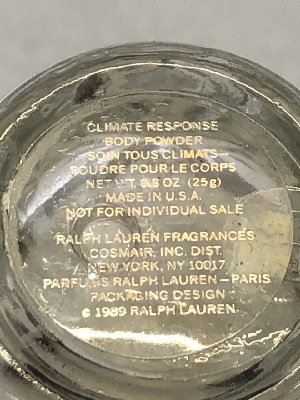 CLIMATE RESPONSE
BODY POWDER
SOIN TOUS CLIMATS
POUDRE POUR LE CORPS
NET WT. 0.8 OZ (25g)
MADE IN U.S.A.
NOT FOR INDIVIDUAL SALE
RALPH LAUREN FRAGRANCES
COSMAIR, INC. DIST.
NEW YORK, NY 10017
PARFUMS RALPH LAUREN – PARIS
PACKAGING DESIGN
© 1989 RALPH LAUREN